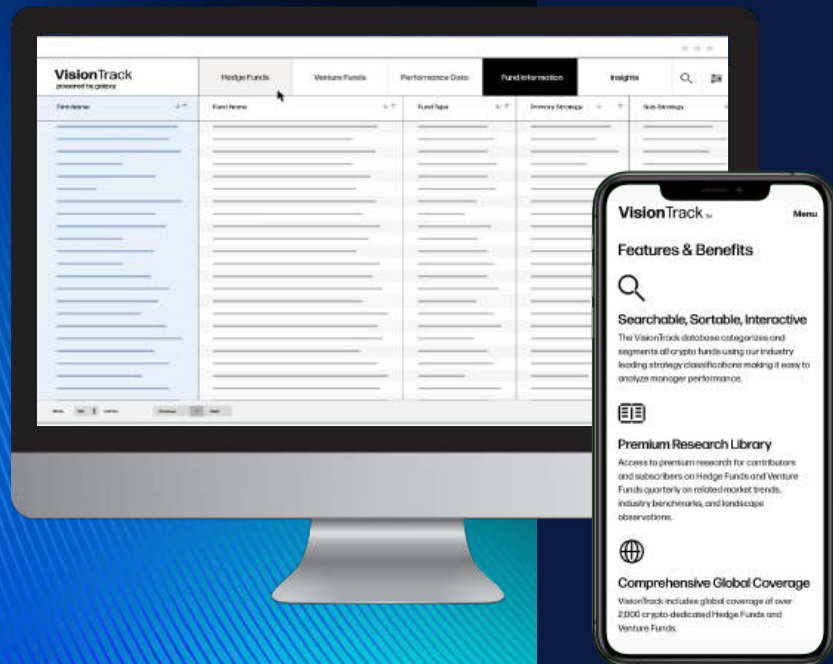 VisionTrack
powered by galaxy
Hedge Funds
Venture Funds
Performance Data
Fund Information
Insights
Firm Name
Fund Name
Fund Type
Primary Strategy
Sub-Strategy
VisionTrack
Menu
Features & Benefits
Searchable, Sortable, Interactive
The VisionTrack database categorizes and
segments all crypto funds using our industry
leading strategy classifications making it easy to
analyze manager performance.
Premium Research Library
Access to premium research for contributors
and subscribers on Hedge Funds and Venture
Funds quarterly on related market trends,
industry benchmarks, and landscape
observations.
Comprehensive Global Coverage
VisionTrack includes global coverage of over
2,000 crypto-dedicated Hedge Funds and
Venture Funds.